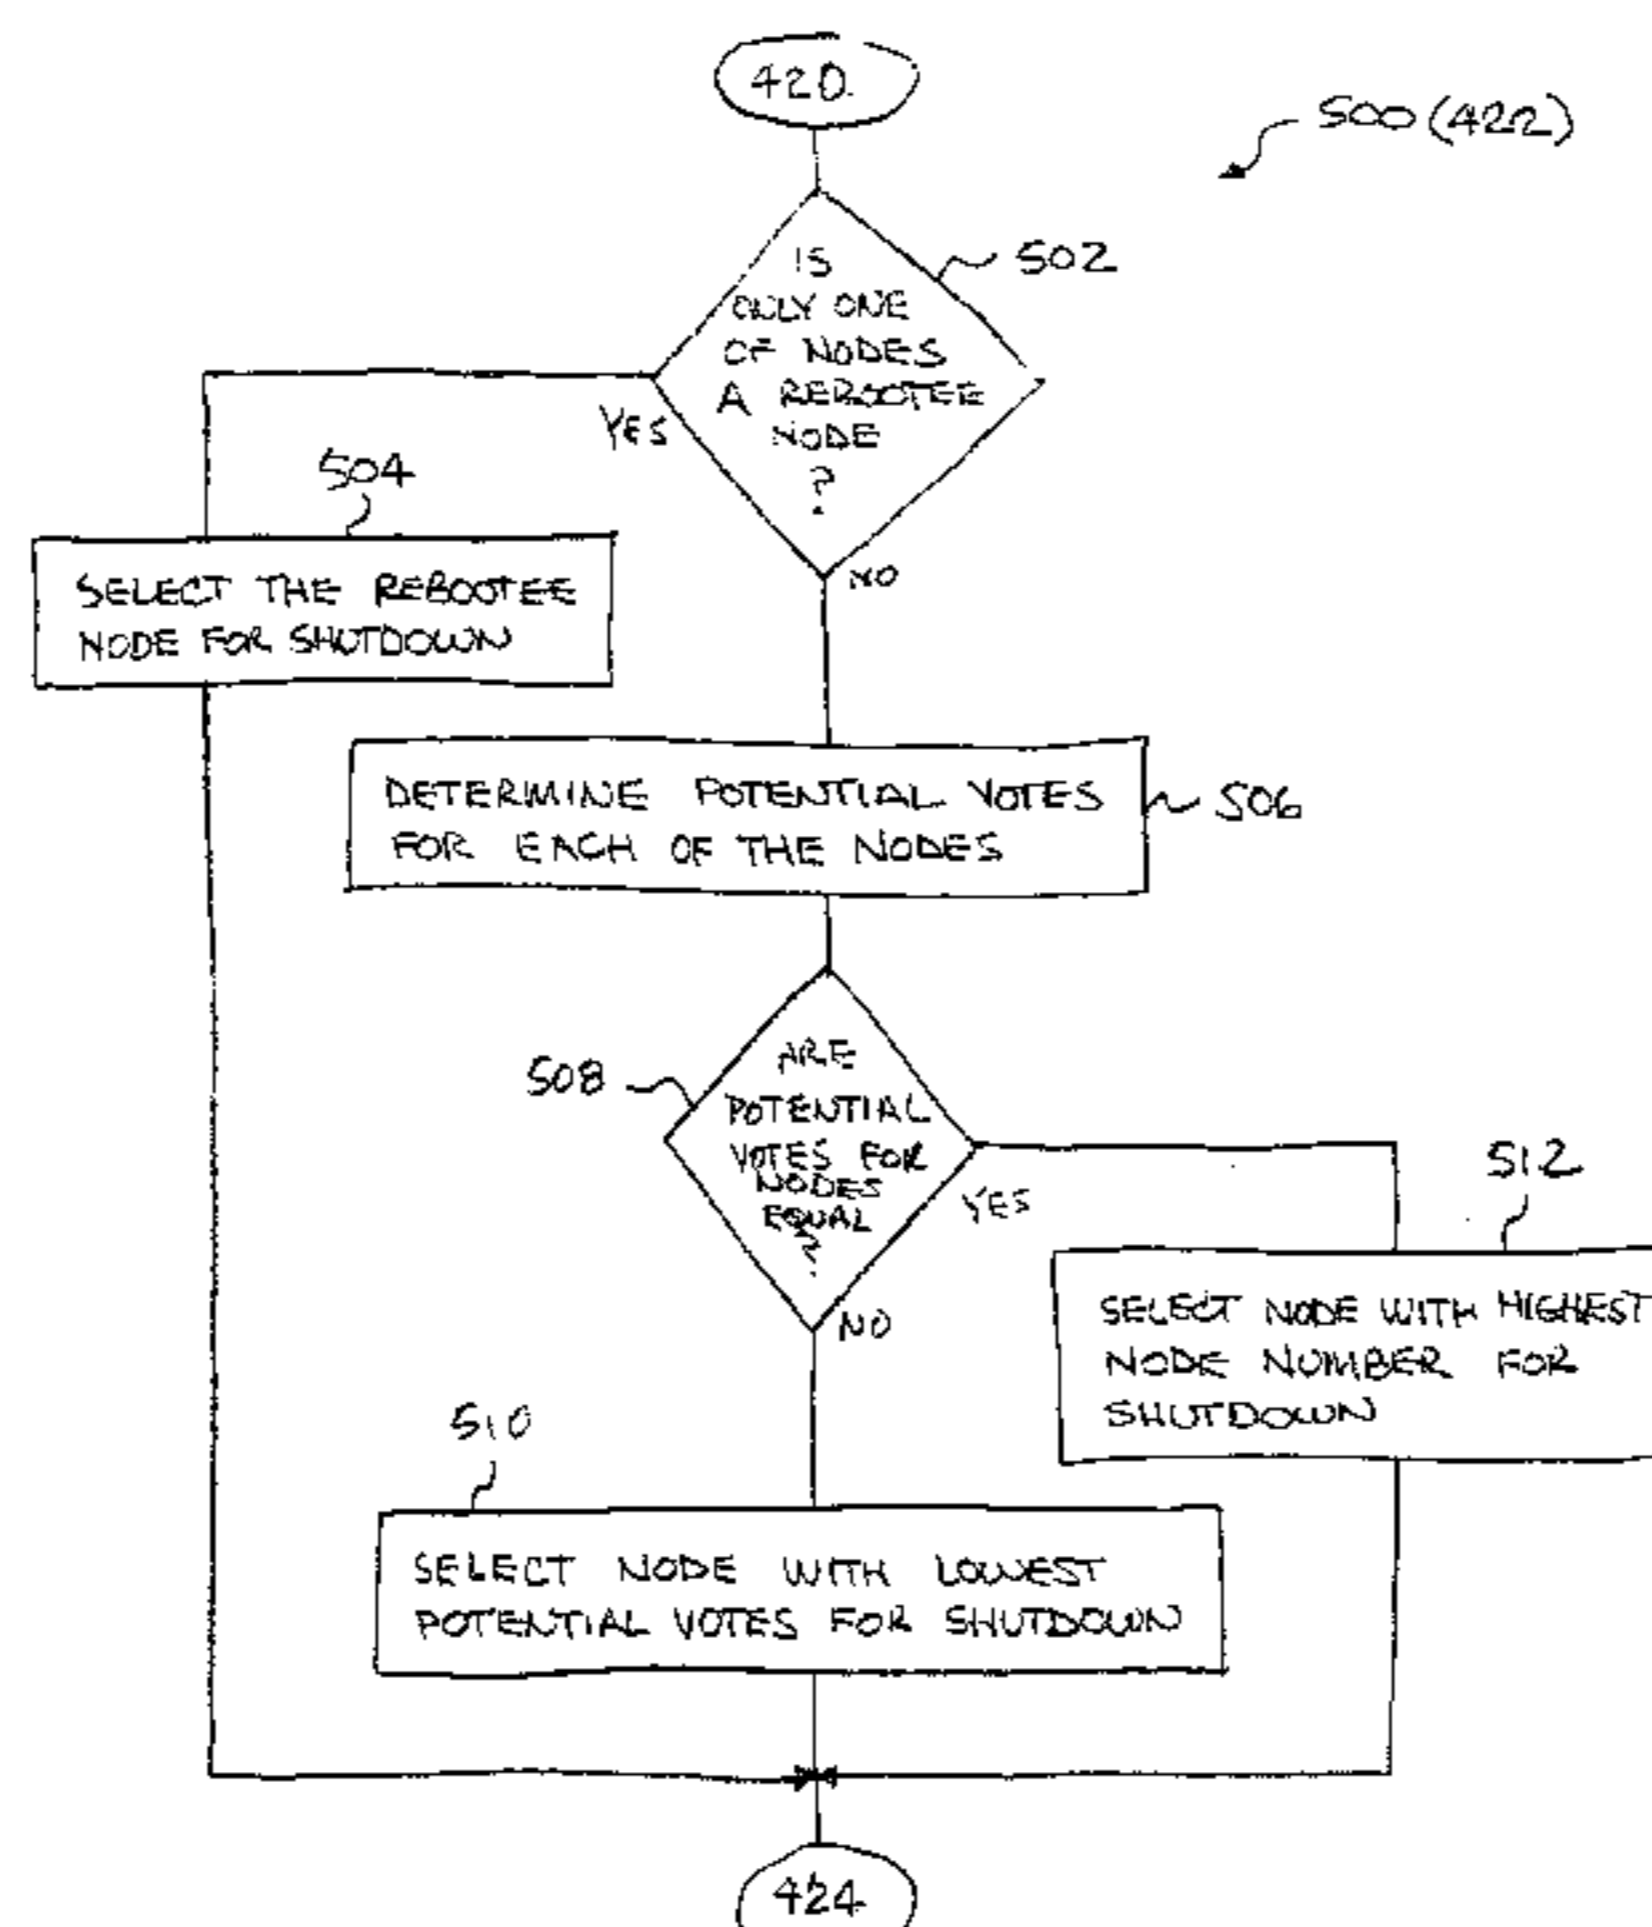 420
500 (422)
502
IS
ONLY ONE
OF NODES
A REBOOTEE
NODE
?
YES
NO
504
SELECT THE REBOOTEE
NODE FOR SHUTDOWN
DETERMINE POTENTIAL VOTES
FOR EACH OF THE NODES
506
508
ARE
POTENTIAL
VOTES FOR
NODES
EQUAL
?
YES
NO
512
SELECT NODE WITH HIGHEST
NODE NUMBER FOR
SHUTDOWN
510
SELECT NODE WITH LOWEST
POTENTIAL VOTES FOR SHUTDOWN
424